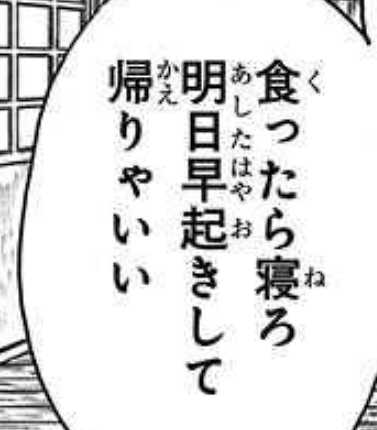 食ったら寝ろ
明日早起きして
帰りゃいい